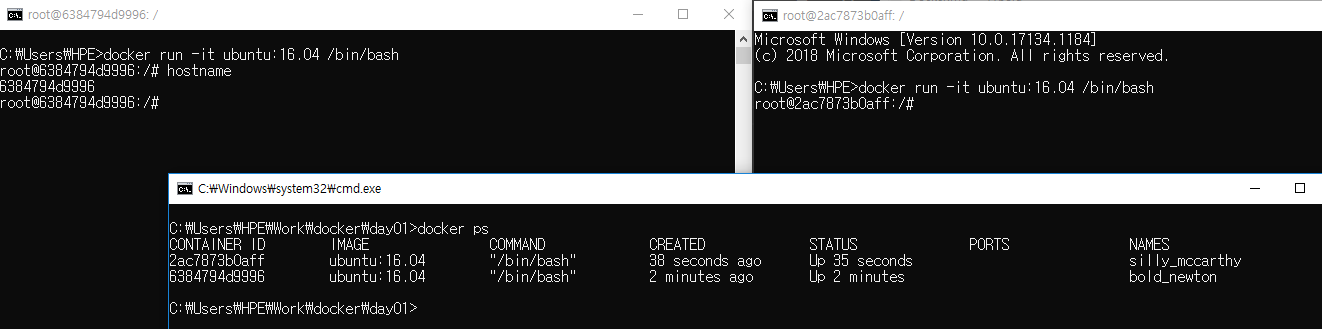 root@6384794d9996: /
C:₩Users₩HPE>docker run -it ubuntu:16.04 /bin/bash
root@6384794d9996:/# hostname
6384794d9996
root@6384794d9996:/#
root@2ac7873b0aff: /
Microsoft Windows [Version 10.0.17134.1184]
(c) 2018 Microsoft Corporation. All rights reserved.
C:₩Users₩HPE>docker run -it ubuntu:16.04 /bin/bash
root@2ac7873b0aff:/#
C:₩Windows₩system32₩cmd.exe
C:₩Users₩HPE₩Work₩docker₩day01>docker ps
CONTAINER ID IMAGE COMMAND CREATED STATUS PORTS NAMES
2ac7873b0aff ubuntu:16.04 "/bin/bash" 38 seconds ago Up 35 seconds silly_mccarthy
6384794d9996 ubuntu:16.04 "/bin/bash" 2 minutes ago Up 2 minutes bold_newton
C:₩Users₩HPE₩Work₩docker₩day01>